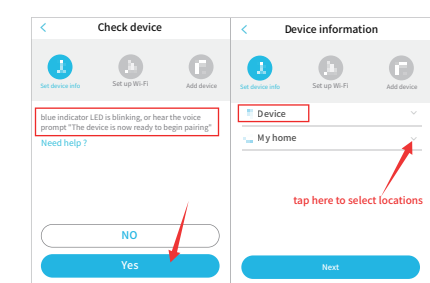 Check device
Set device info
Set up Wi-Fi
Add device
blue indicator LED is blinking, or hear the voice
prompt "The device is now ready to begin pairing"
Need help ?
NO
Yes
Device information
Set device info
Set up Wi-Fi
Add device
Device
My home
tap here to select locations
Next